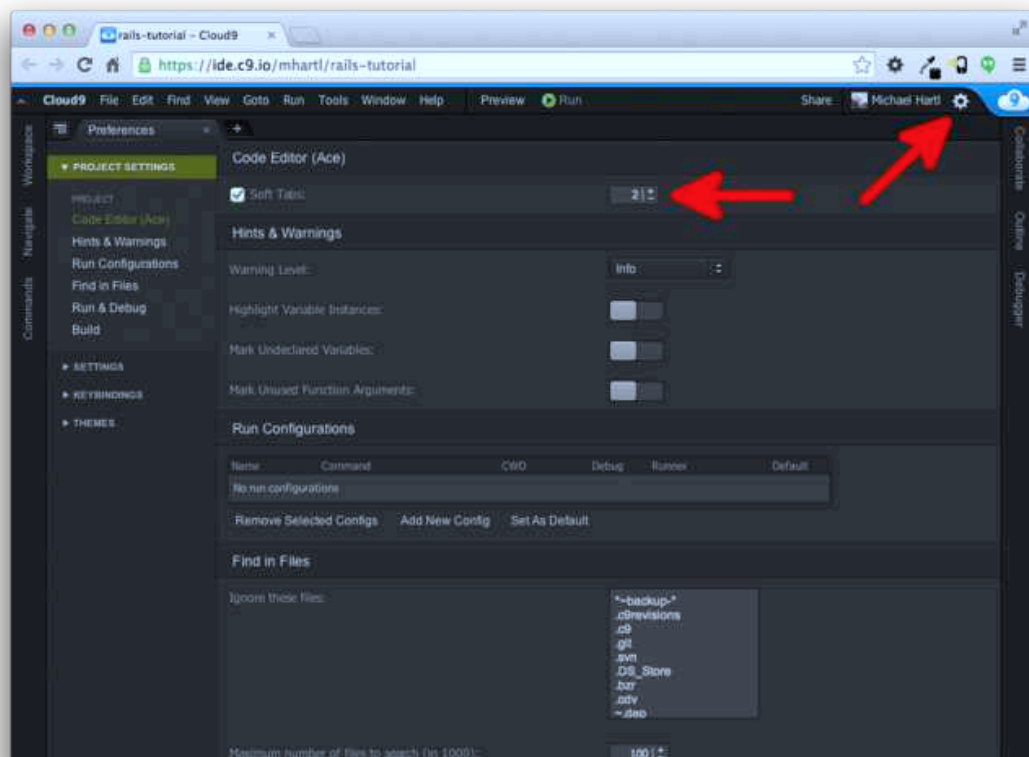 rails-tutorial - Cloud9
https://ide.c9.io/mhartl/rails-tutorial
Cloud9 File Edit Find View Goto Run Tools Window Help Preview Run Share Michael Hartl
Workspace
Navigate
Commands
Preferences
PROJECT SETTINGS
PROJECT
Code Editor (Ace)
Hints & Warnings
Run Configurations
Find in Files
Run & Debug
Build
SETTINGS
KEYBINDINGS
THEMES
Code Editor (Ace)
Soft Tabs: 2
Hints & Warnings
Warning Level: Info
Highlight Variable Instances:
Mark Undeclared Variables:
Mark Unused Function Arguments:
Run Configurations
Name Command CWD Debug Runner Default
No run configurations
Remove Selected Configs Add New Config Set As Default
Find in Files
Ignore these files:
*~backup-*
.c9revisions
.c9
.git
.svn
.DS_Store
.bzr
.cdv
~.dep
Maximum number of files to search (in 1000): 100
Collaborate
Outline
Debugger